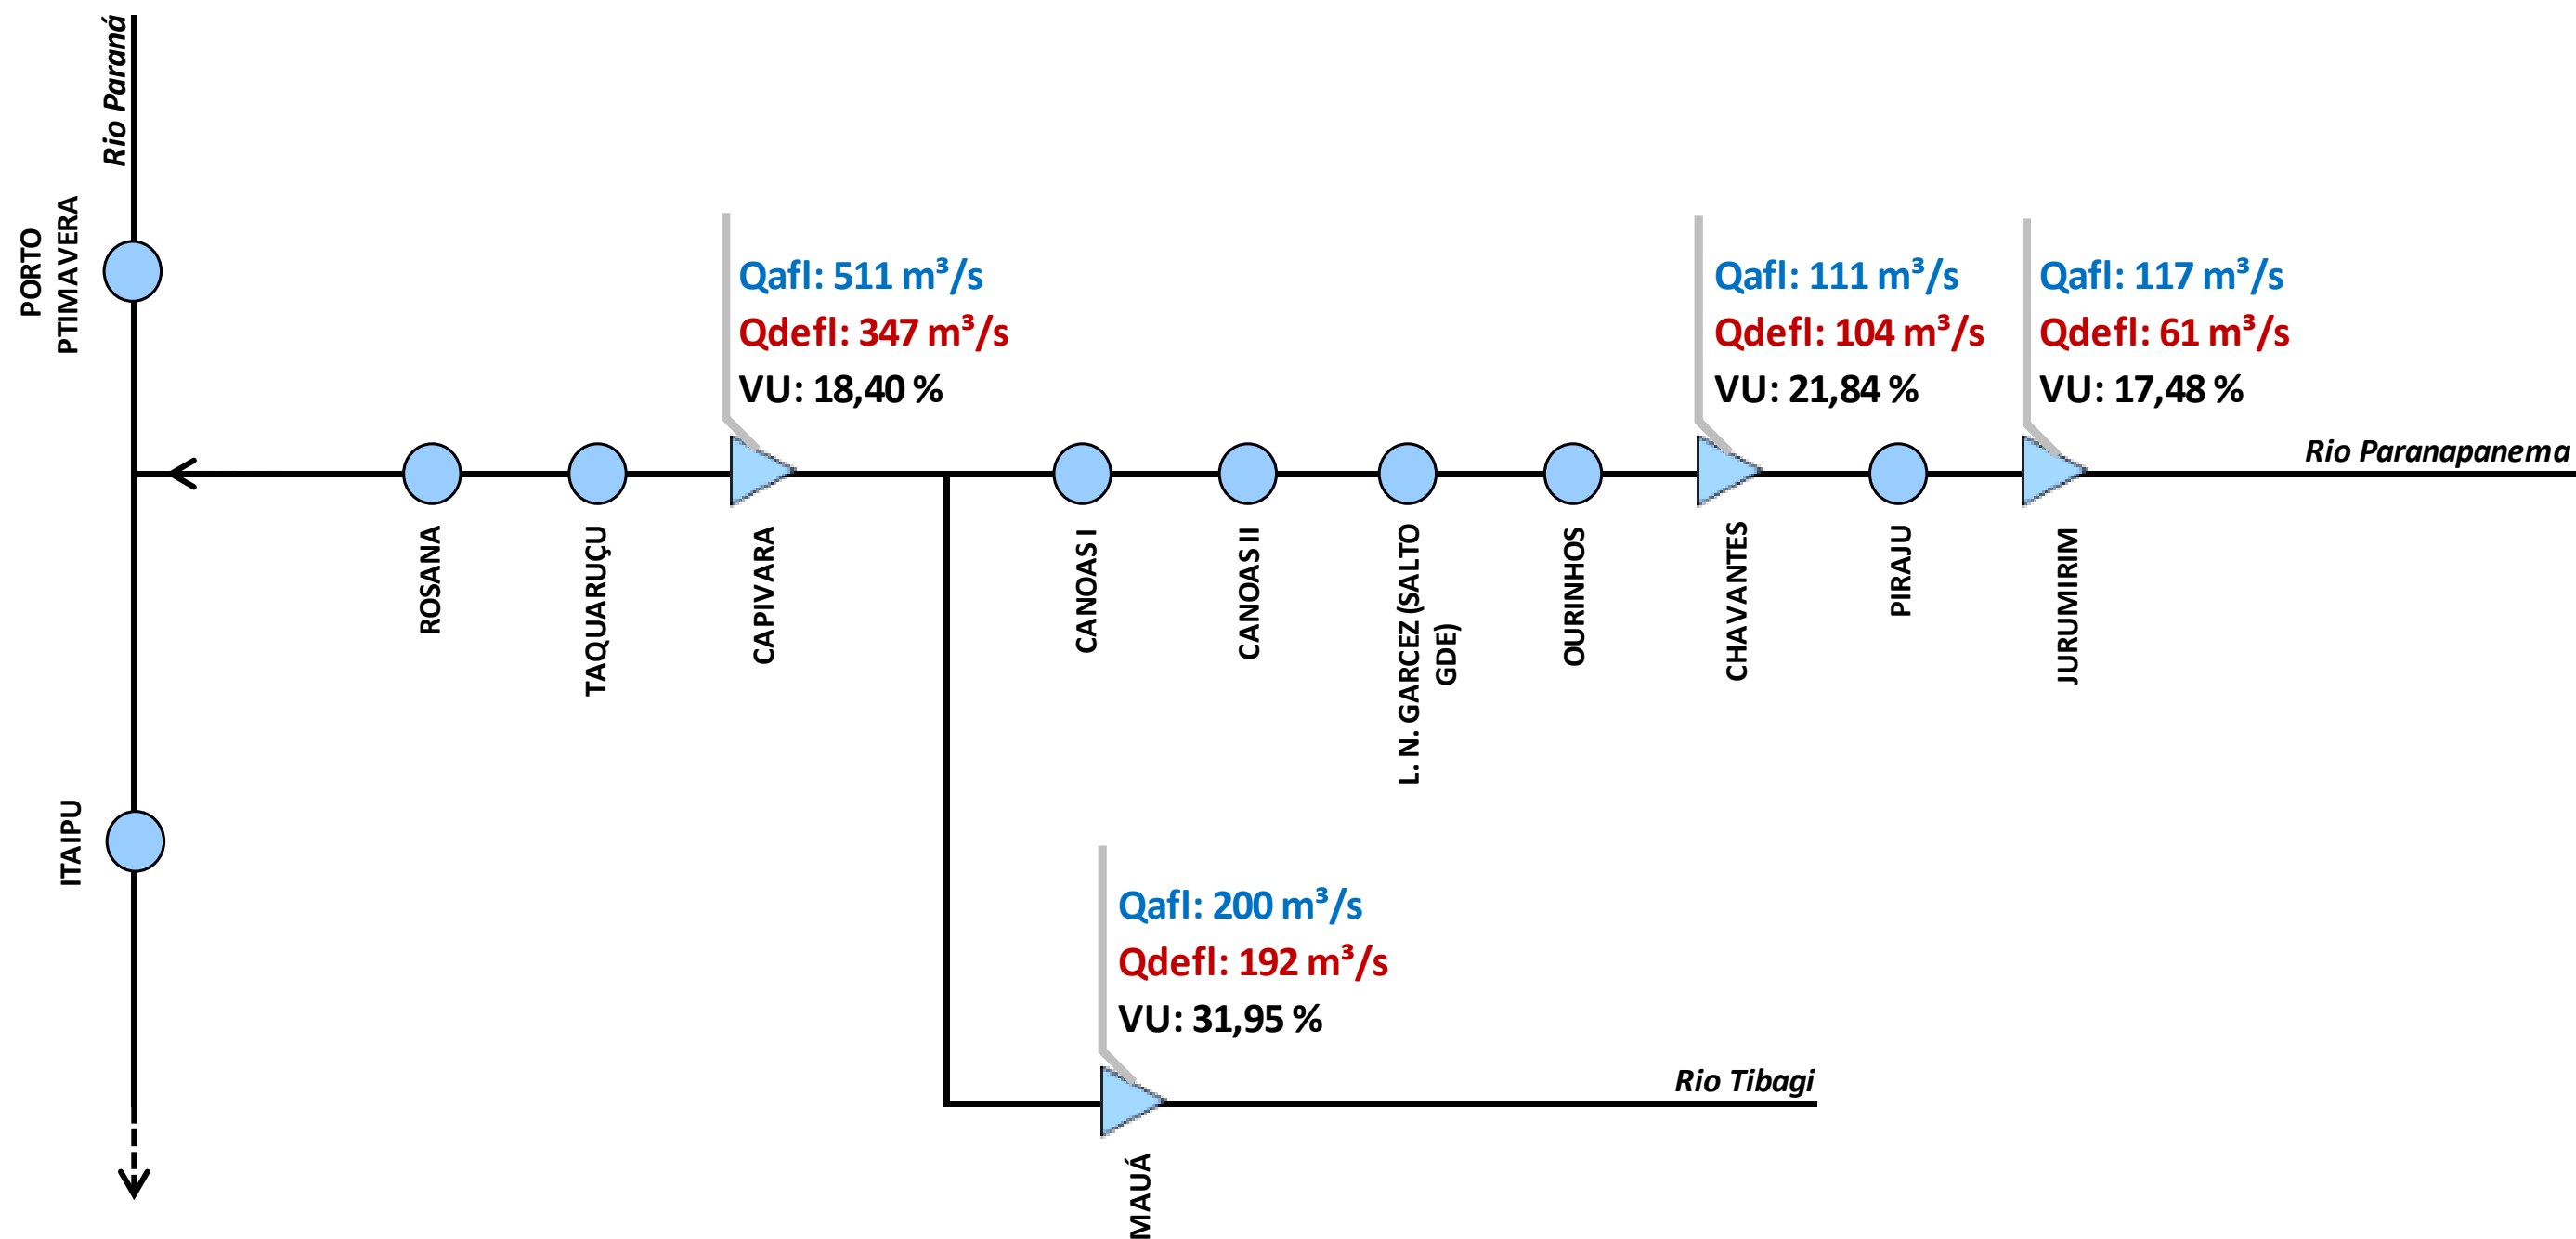 Rio Paraná
PORTO
PTIMAVERA
Qafl: 511 m³/s
Qdefl: 347 m³/s
VU: 18,40 %
Qafl: 111 m³/s
Qdefl: 104 m³/s
VU: 21,84 %
Qafl: 117 m³/s
Qdefl: 61 m³/s
VU: 17,48 %
Rio Paranapanema
ROSANA
TAQUARUÇU
CAPIVARA
CANOAS I
CANOAS II
L. N. GARCEZ (SALTO
GDE)
OURINHOS
CHAVANTES
PIRAJU
JURUMIRIM
ITAIPU
Qafl: 200 m³/s
Qdefl: 192 m³/s
VU: 31,95 %
Rio Tibagi
MAUÁ